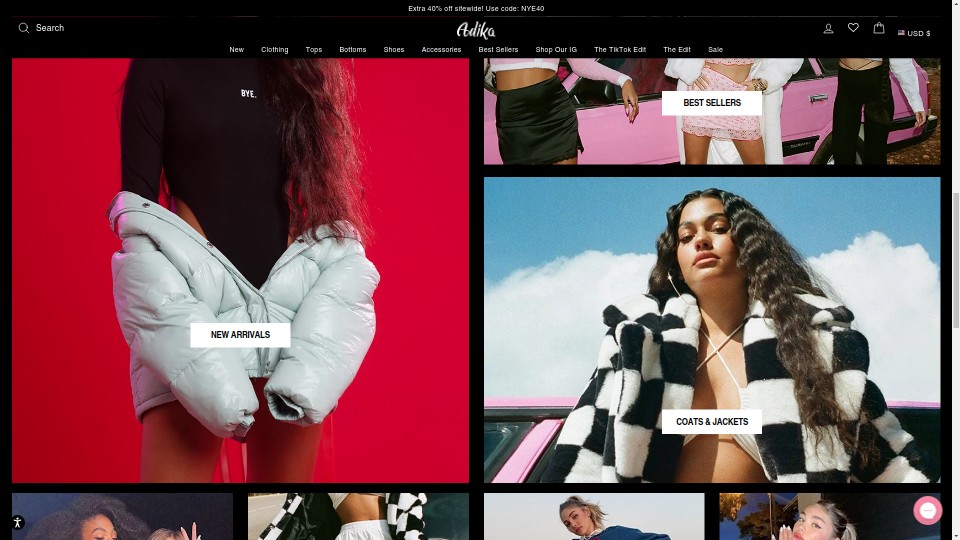 Extra 40% off sitewide! Use code: NYE40
Search
Adika
USD $
New Clothing Tops Bottoms Shoes Accessories Best Sellers Shop Our IG The TikTok Edit The Edit Sale
BYE.
BEST SELLERS
NEW ARRIVALS
COATS & JACKETS